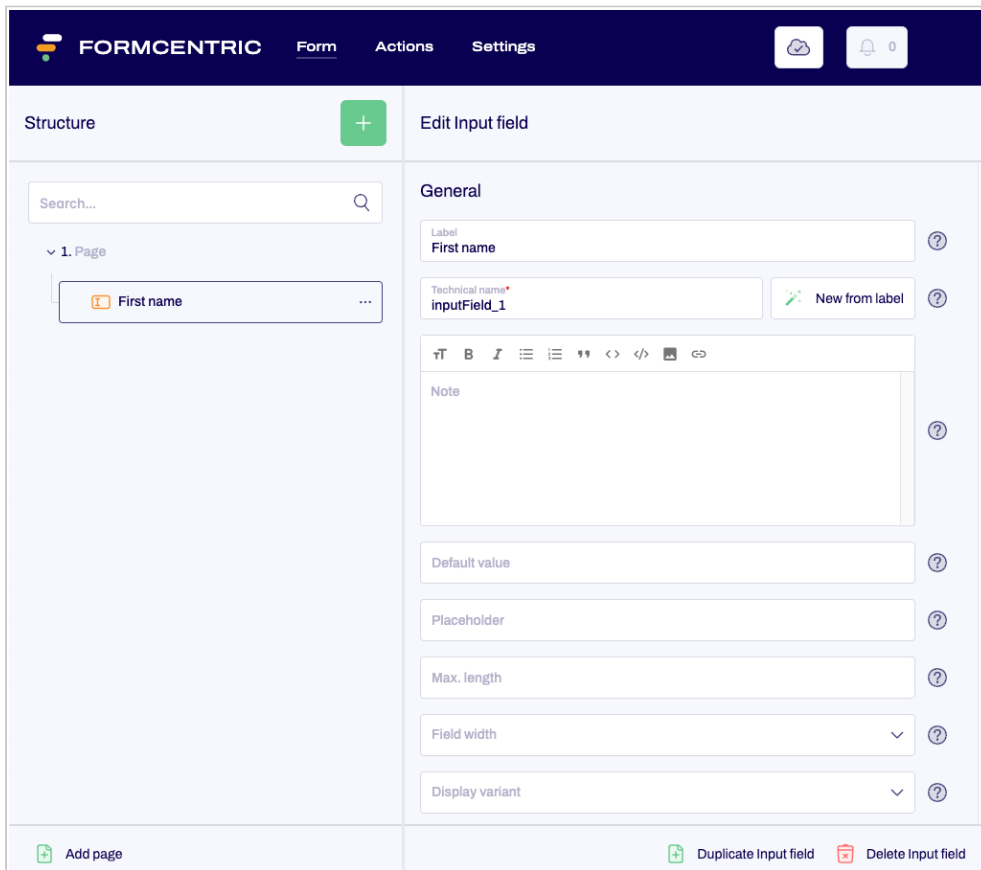 FORMCENTRIC Form Actions Settings 0
Structure
Edit Input field
Search...
1. Page
First name
General
Label
First name
Technical name*
inputField_1
New from label
Note
Default value
Placeholder
Max. length
Field width
Display variant
Add page
Duplicate Input field
Delete Input field